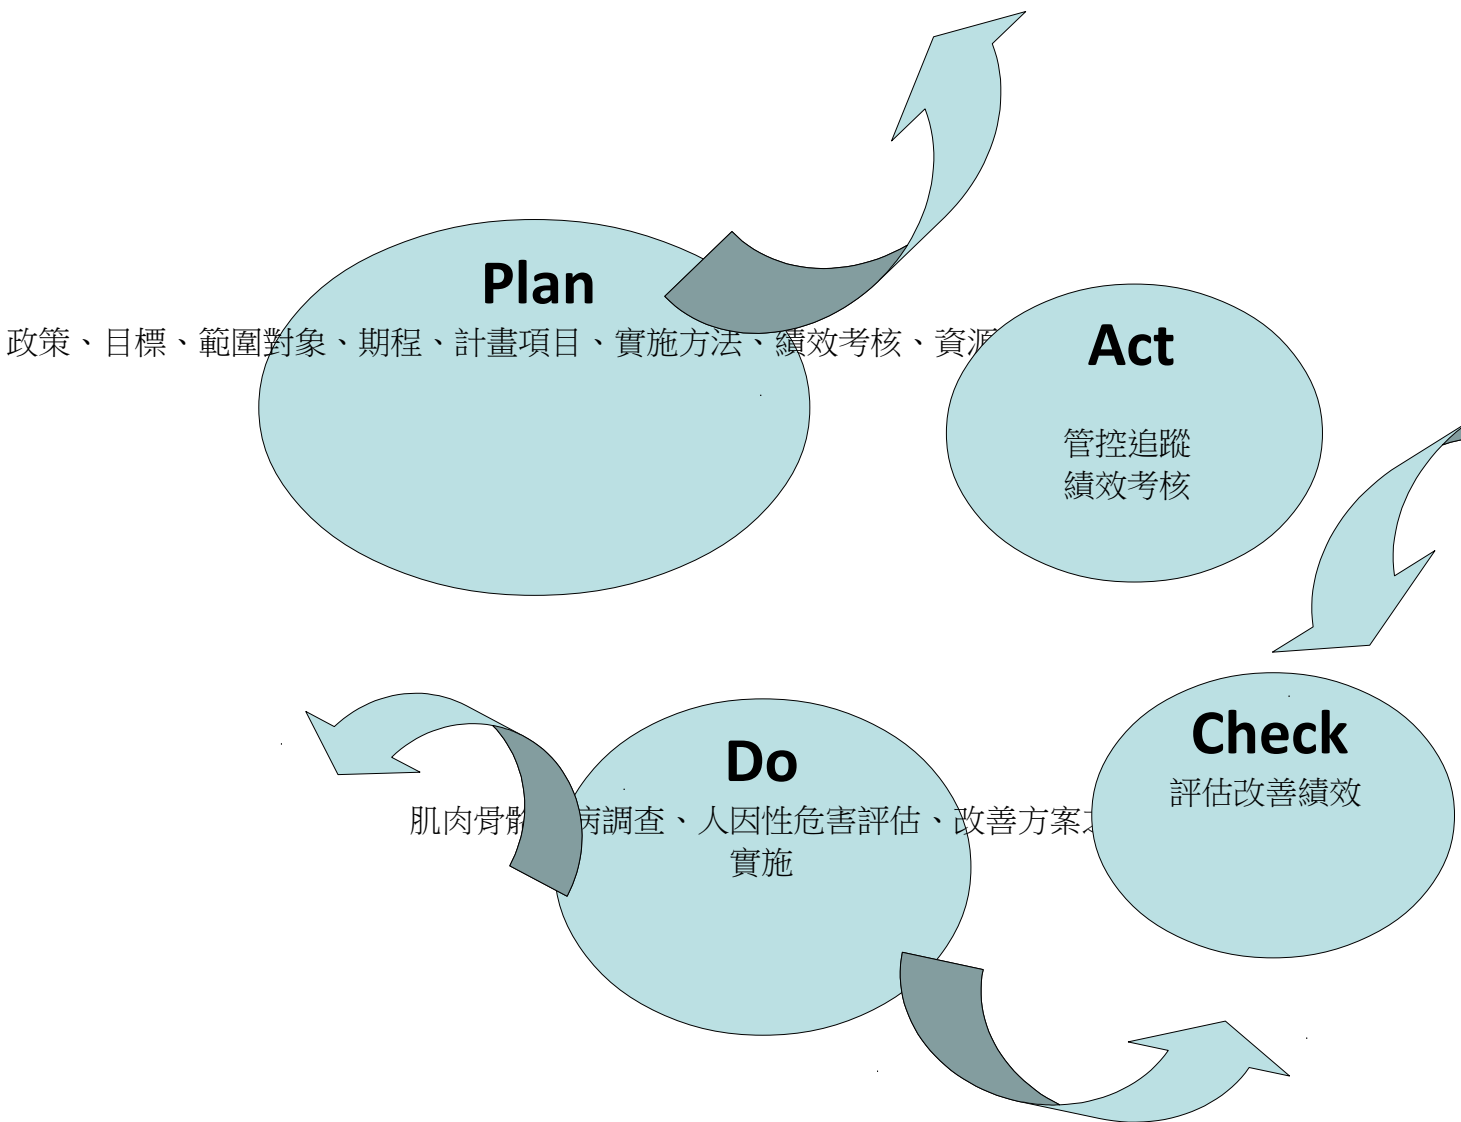 Plan
政策、目標、範圍對象、期程、計畫項目、實施方法、績效考核、資源
Act
管控追蹤
績效考核
Do
肌肉骨骼 病調查、人因性危害評估、改善方案
實施
Check
評估改善績效